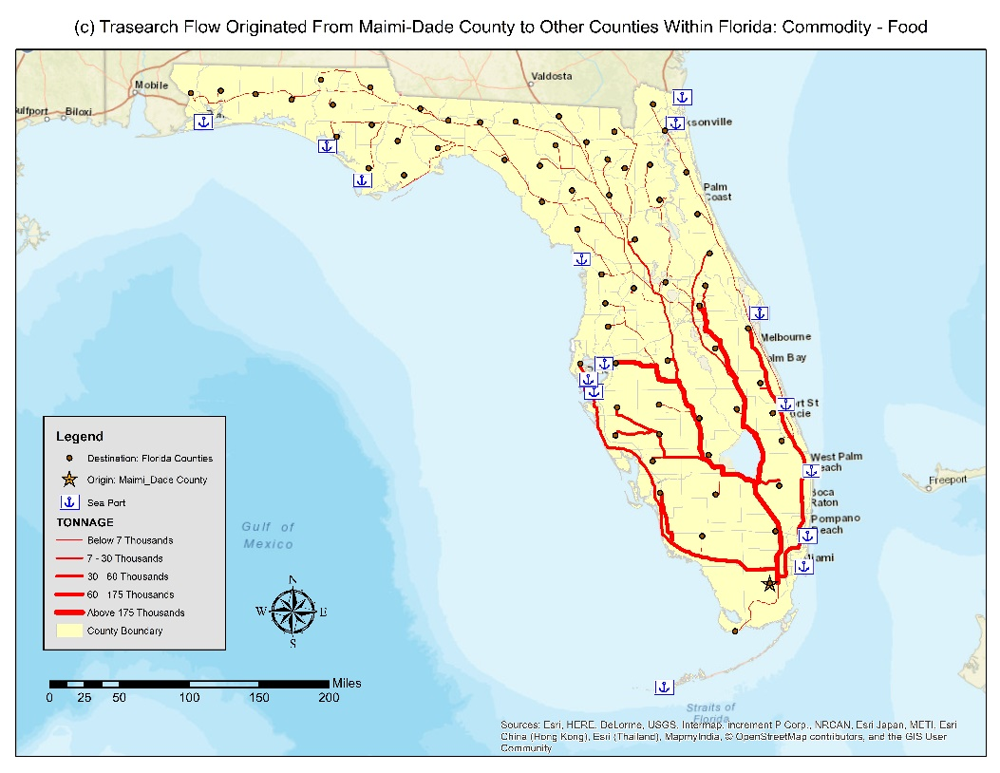 (c) Trasearch Flow Originated From Maimi-Dade County to Other Counties Within Florida: Commodity - Food
Valdosta
Mobile
ulfport
Biloxi
ksonville
Palm
Coast
Melbourne
lm Bay
ort St
ucie
West Palm
each
Freeport
oca
Raton
Pompano
each
iami
Gulf of
Mexico
Straits of
Florida
Legend
Destination: Florida Counties
Origin: Maimi_Dade County
Sea Port
TONNAGE
Below 7 Thousands
7 - 30 Thousands
30 60 Thousands
60 175 Thousands
Above 175 Thousands
County Boundary
N
W E
S
Miles
0 25 50 100 150 200
Sources: Esri, HERE, DeLorme, USGS, Intermap, increment P Corp., NRCAN, Esri Japan, METI, Esri
China (Hong Kong), Esri (Thailand), MapmyIndia, © OpenStreetMap contributors, and the GIS User
Community